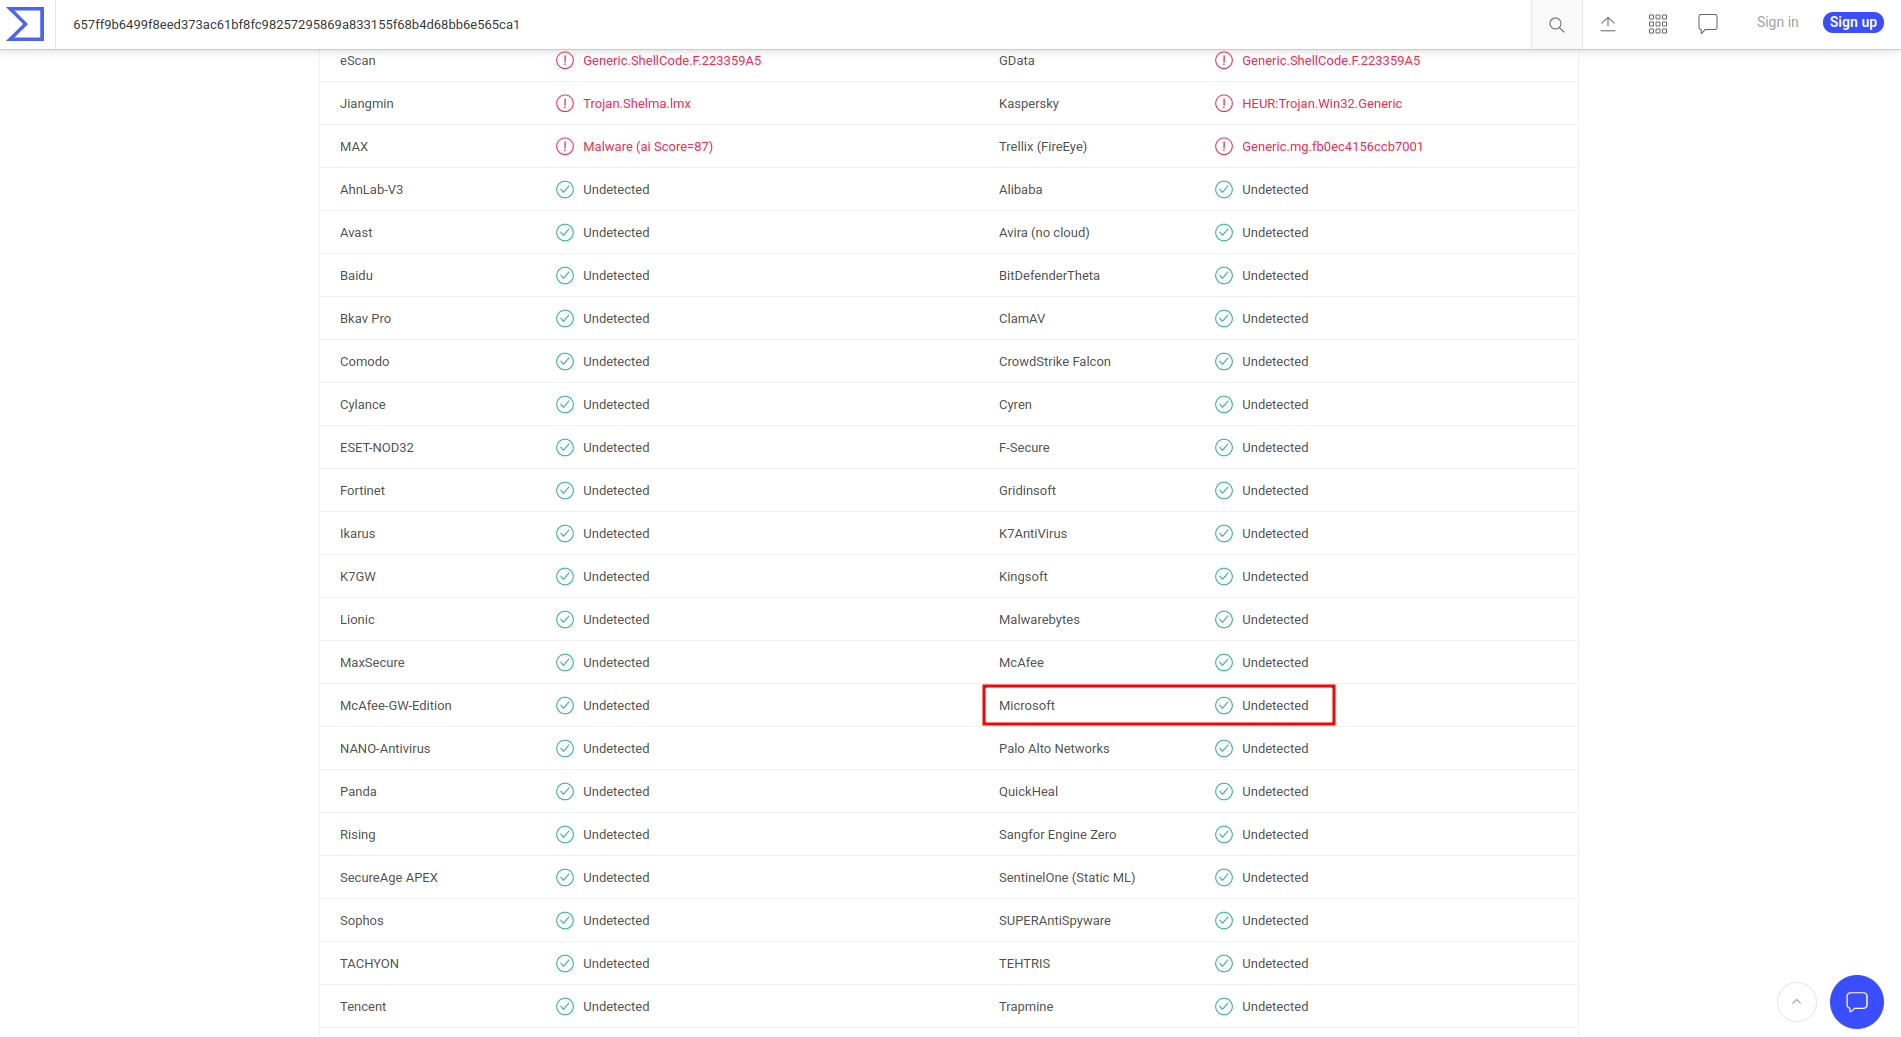 657ff9b6499f8eed373ac61bf8fc98257295869a833155f68b4d68bb6e565ca1
Sign in
Sign up
eScan Generic.ShellCode.F.223359A5 GData Generic.ShellCode.F.223359A5
Jiangmin Trojan.Shelma.lmx Kaspersky HEUR:Trojan.Win32.Generic
MAX Malware (ai Score=87) Trellix (FireEye) Generic.mg.fb0ec4156ccb7001
AhnLab-V3 Undetected Alibaba Undetected
Avast Undetected Avira (no cloud) Undetected
Baidu Undetected BitDefenderTheta Undetected
Bkav Pro Undetected ClamAV Undetected
Comodo Undetected CrowdStrike Falcon Undetected
Cylance Undetected Cyren Undetected
ESET-NOD32 Undetected F-Secure Undetected
Fortinet Undetected Gridinsoft Undetected
Ikarus Undetected K7AntiVirus Undetected
K7GW Undetected Kingsoft Undetected
Lionic Undetected Malwarebytes Undetected
MaxSecure Undetected McAfee Undetected
McAfee-GW-Edition Undetected Microsoft Undetected
NANO-Antivirus Undetected Palo Alto Networks Undetected
Panda Undetected QuickHeal Undetected
Rising Undetected Sangfor Engine Zero Undetected
SecureAge APEX Undetected SentinelOne (Static ML) Undetected
Sophos Undetected SUPERAntiSpyware Undetected
TACHYON Undetected TEHTRIS Undetected
Tencent Undetected Trapmine Undetected